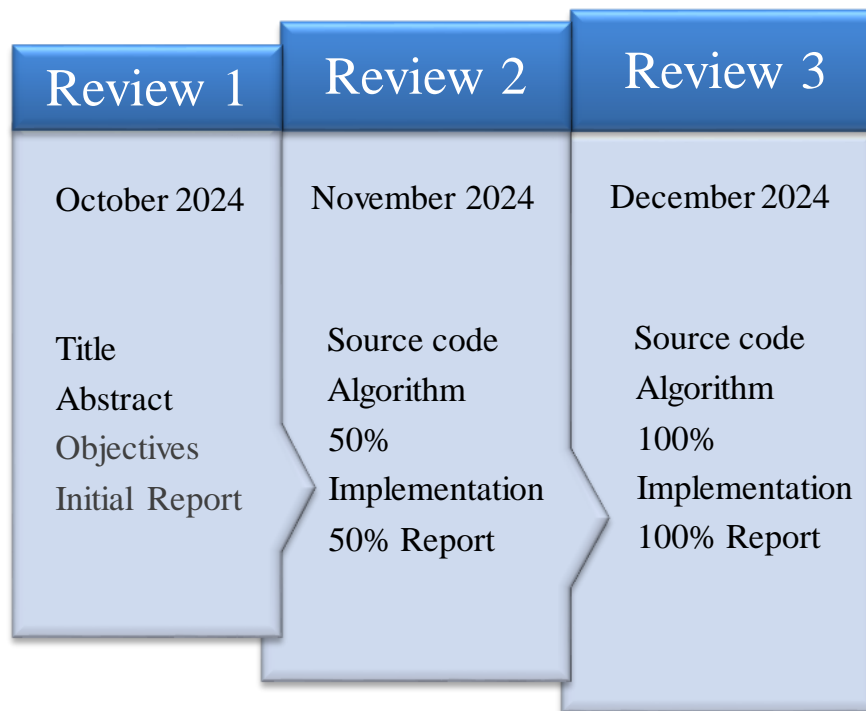 Review 1
October 2024
Title
Abstract
Objectives
Initial Report
Review 2
November 2024
Source code
Algorithm
50%
Implementation
50% Report
Review 3
December 2024
Source code
Algorithm
100%
Implementation
100% Report